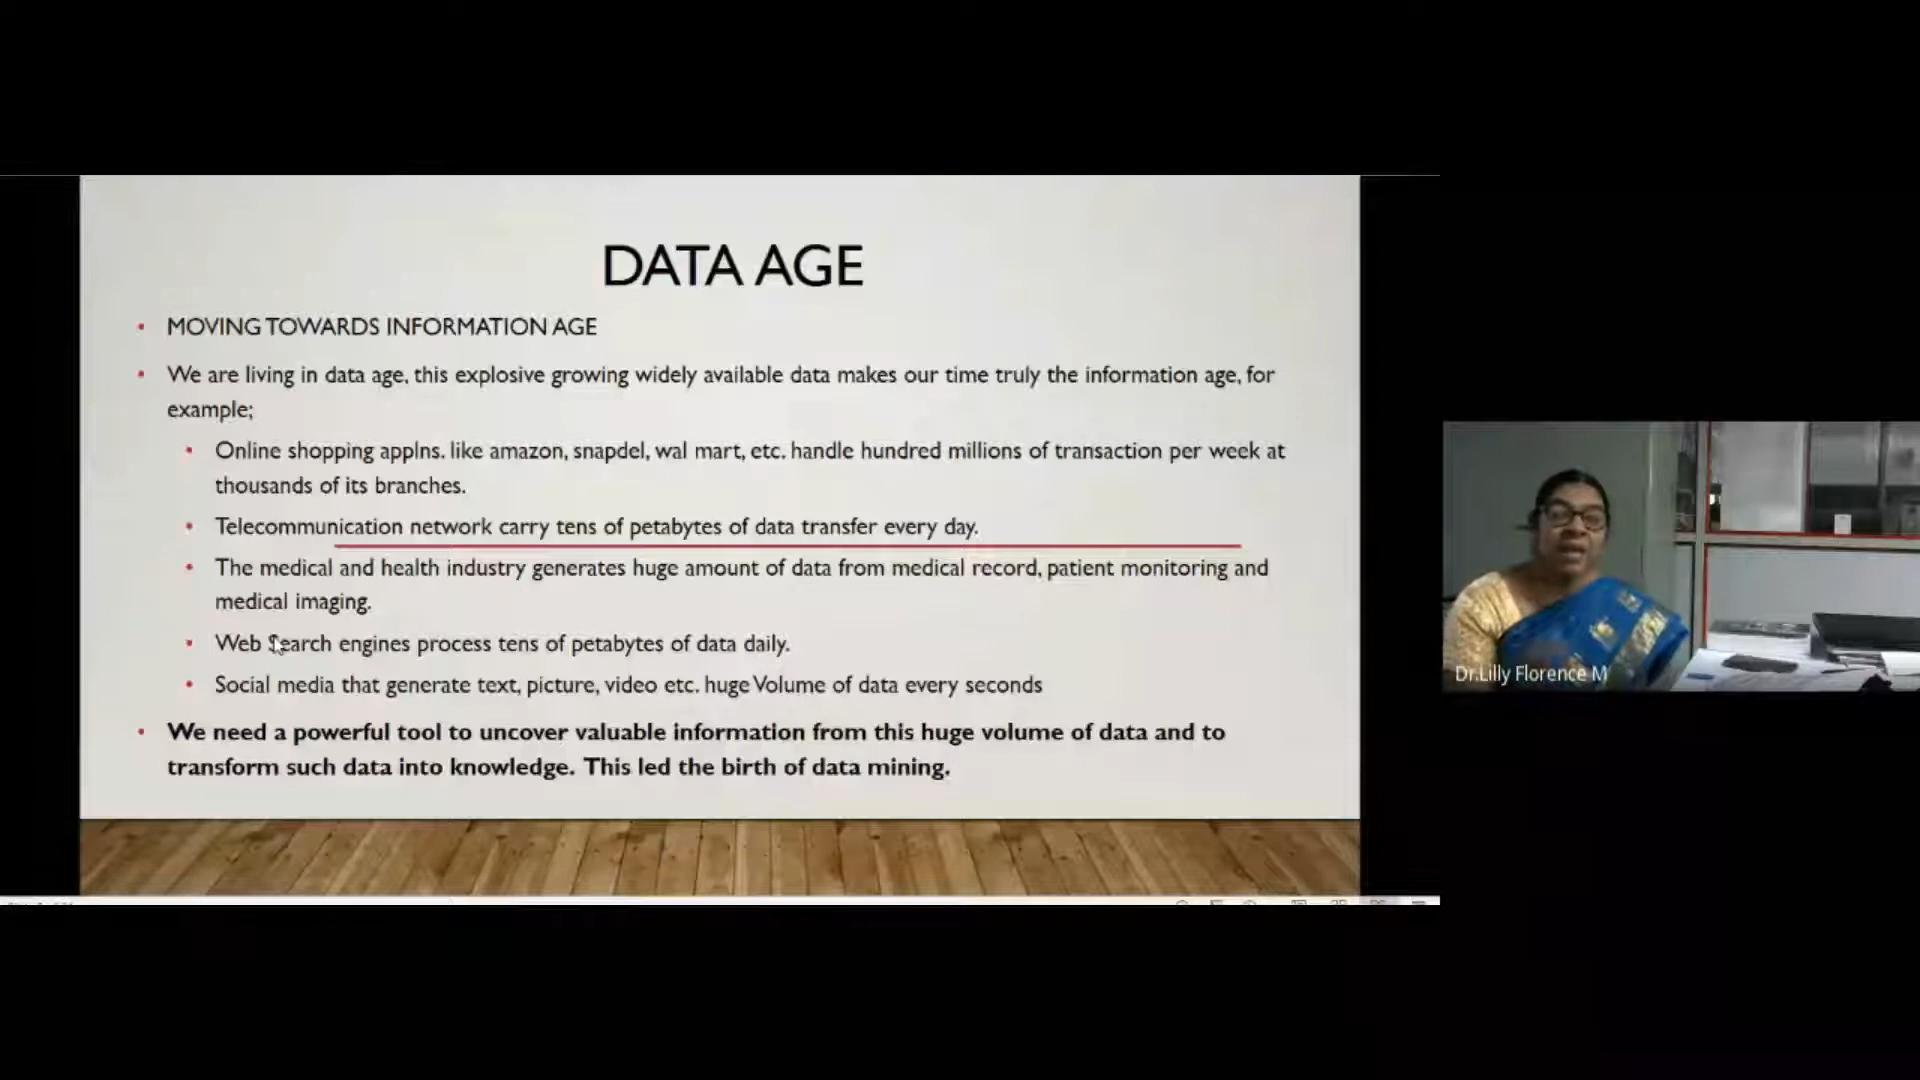 DATA AGE
MOVING TOWARDS INFORMATION AGE
We are living in data age, this explosive growing widely available data makes our time truly the information age, for
example;
Online shopping applns. like amazon, snapdel, wal mart, etc. handle hundred millions of transaction per week at
thousands of its branches.
Telecommunication network carry tens of petabytes of data transfer every day.
The medical and health industry generates huge amount of data from medical record, patient monitoring and
medical imaging.
Web Search engines process tens of petabytes of data daily.
Social media that generate text, picture, video etc. huge Volume of data every seconds
We need a powerful tool to uncover valuable information from this huge volume of data and to
transform such data into knowledge. This led the birth of data mining.
Dr.Lilly Florence M